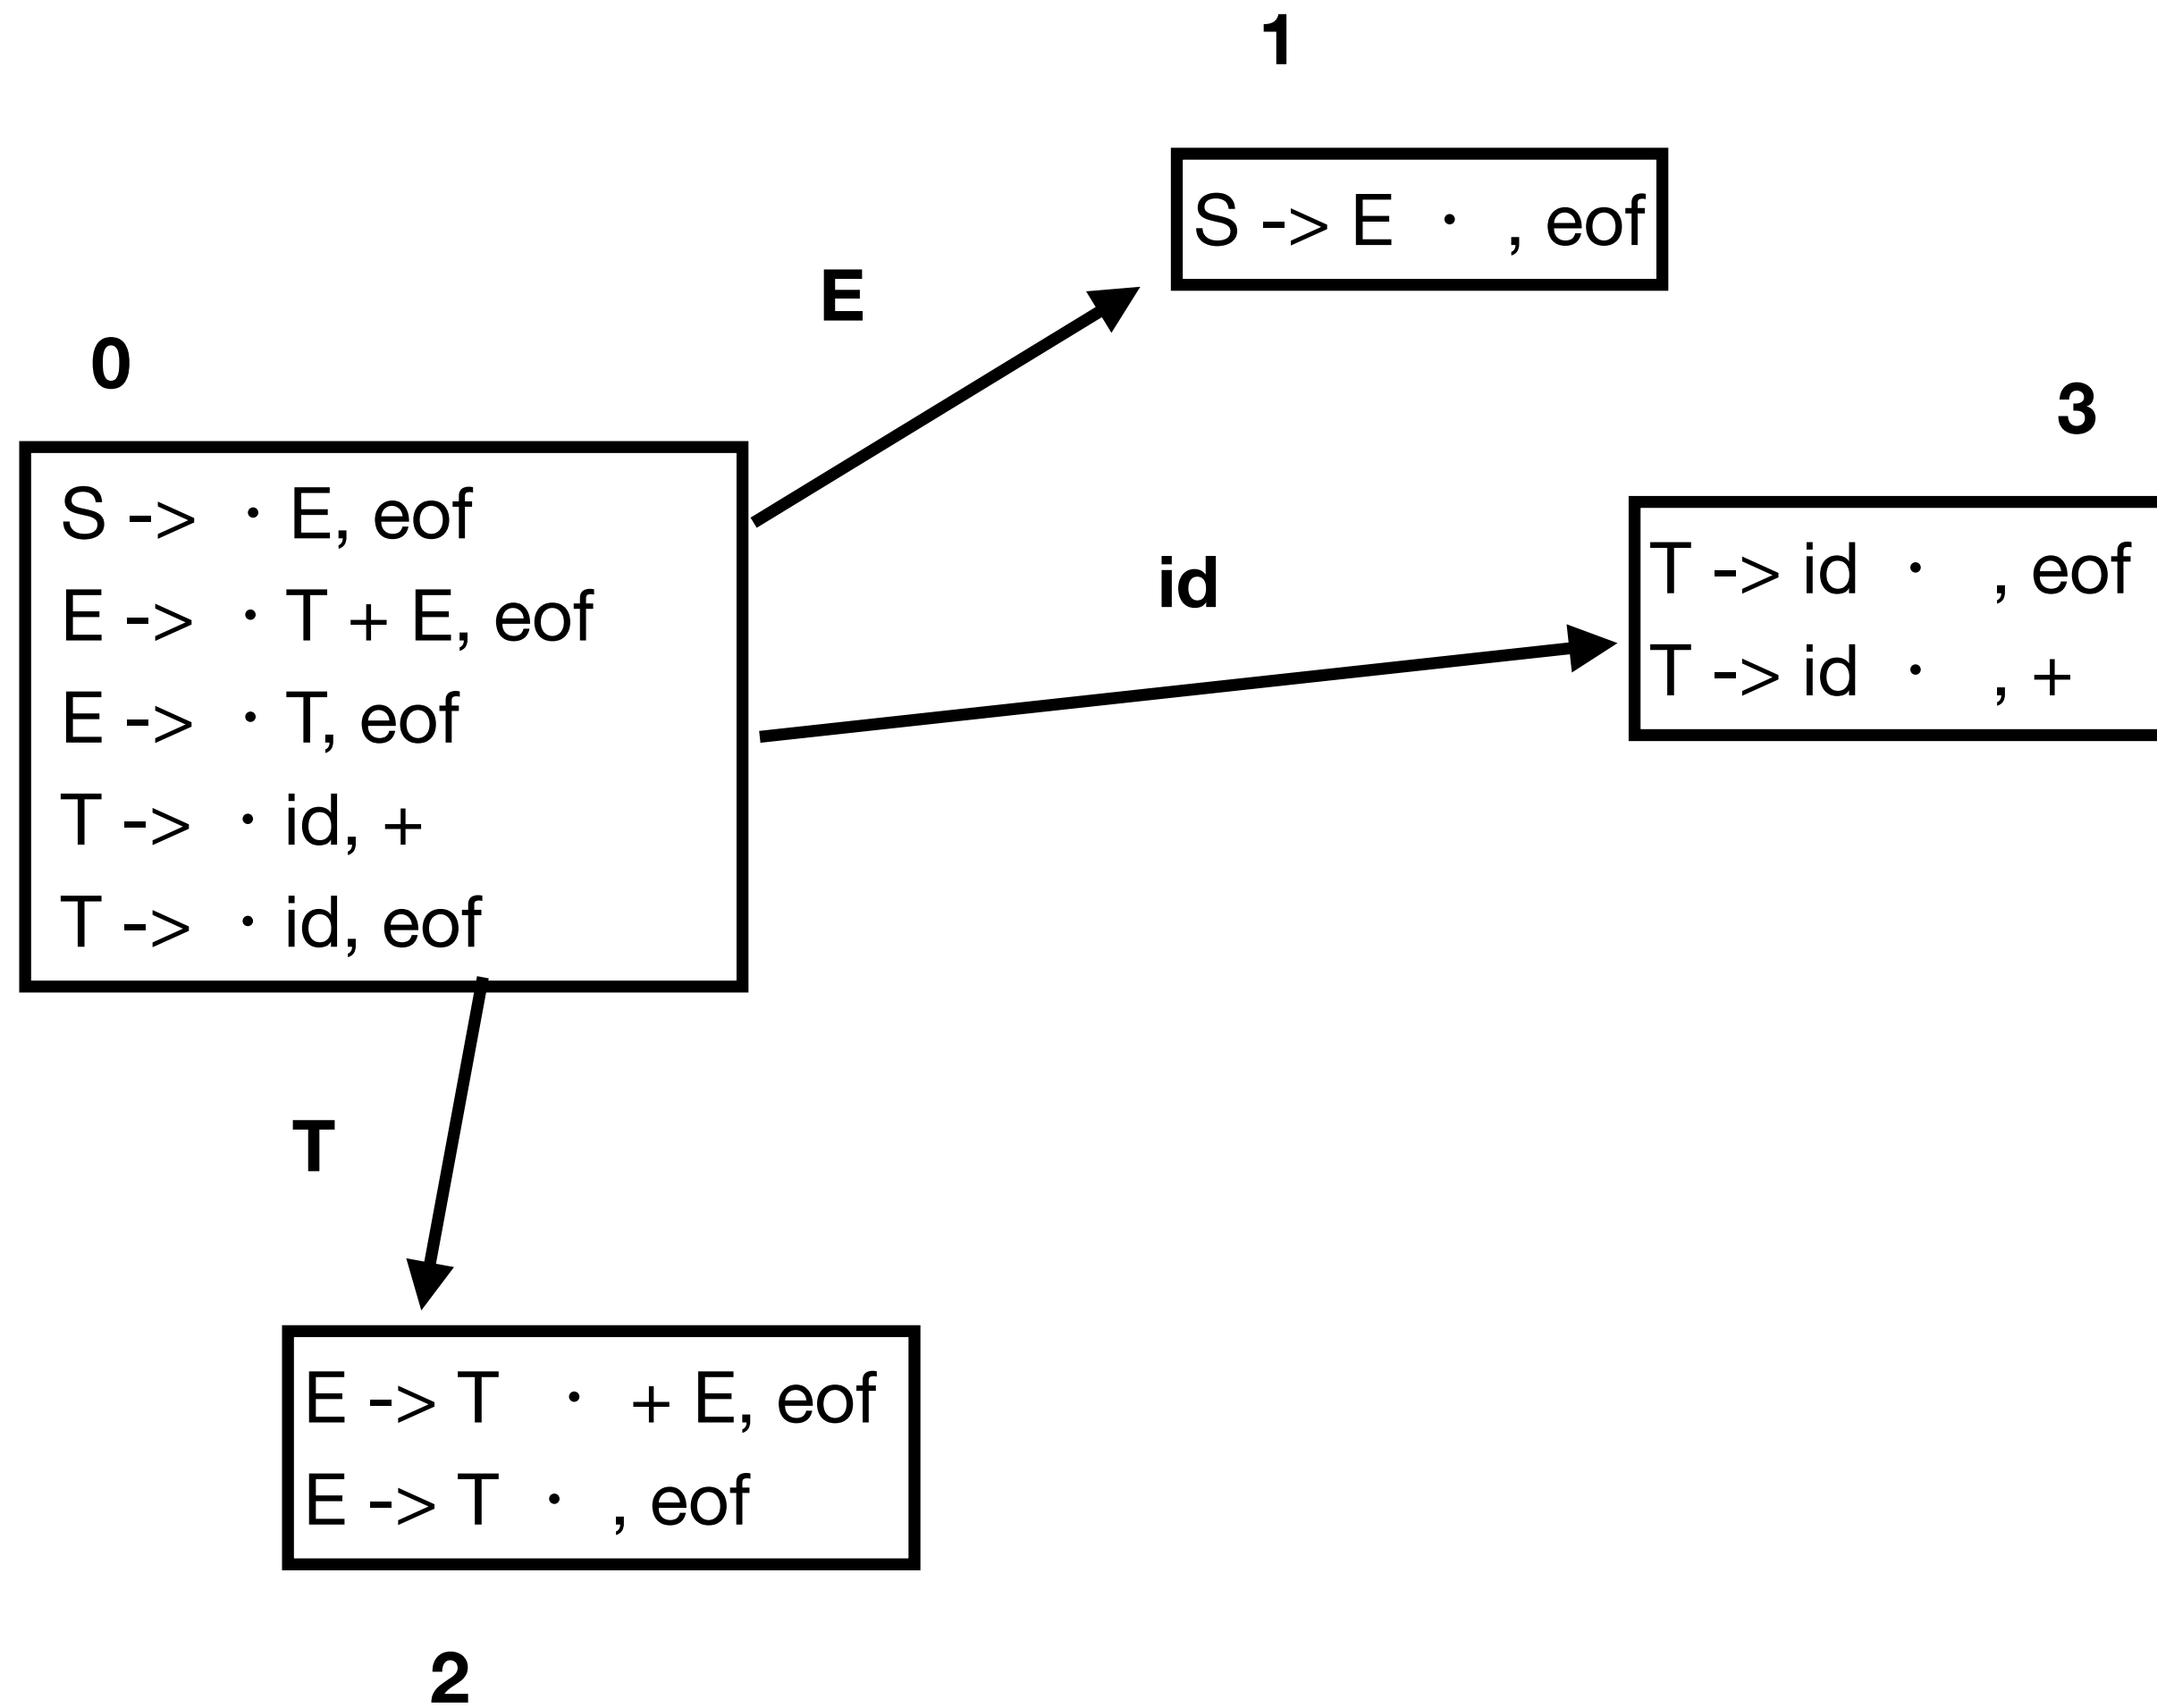 1
S -> E · , eof
E
0
3
S -> · E, eof
E -> · T + E, eof
E -> · T, eof
T -> · id, +
T -> · id, eof
id
T -> id · , eof
T -> id · , +
T
E -> T · + E, eof
E -> T · , eof
2